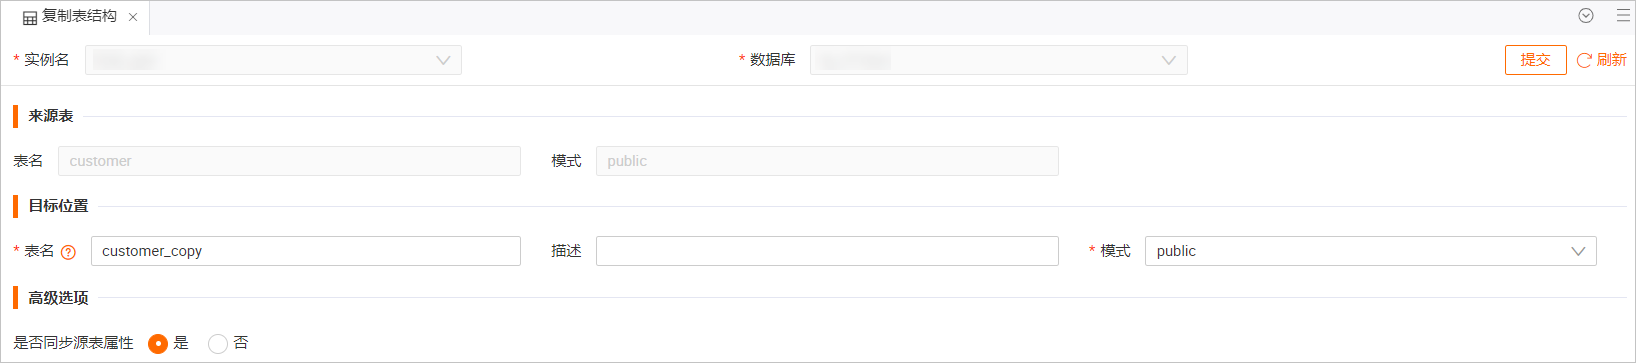 复制表结构
* 实例名 * 数据库 提交 刷新
来源表
表名 customer 模式 public
目标位置
* 表名 customer_copy 描述 * 模式 public
高级选项
是否同步源表属性 是 否